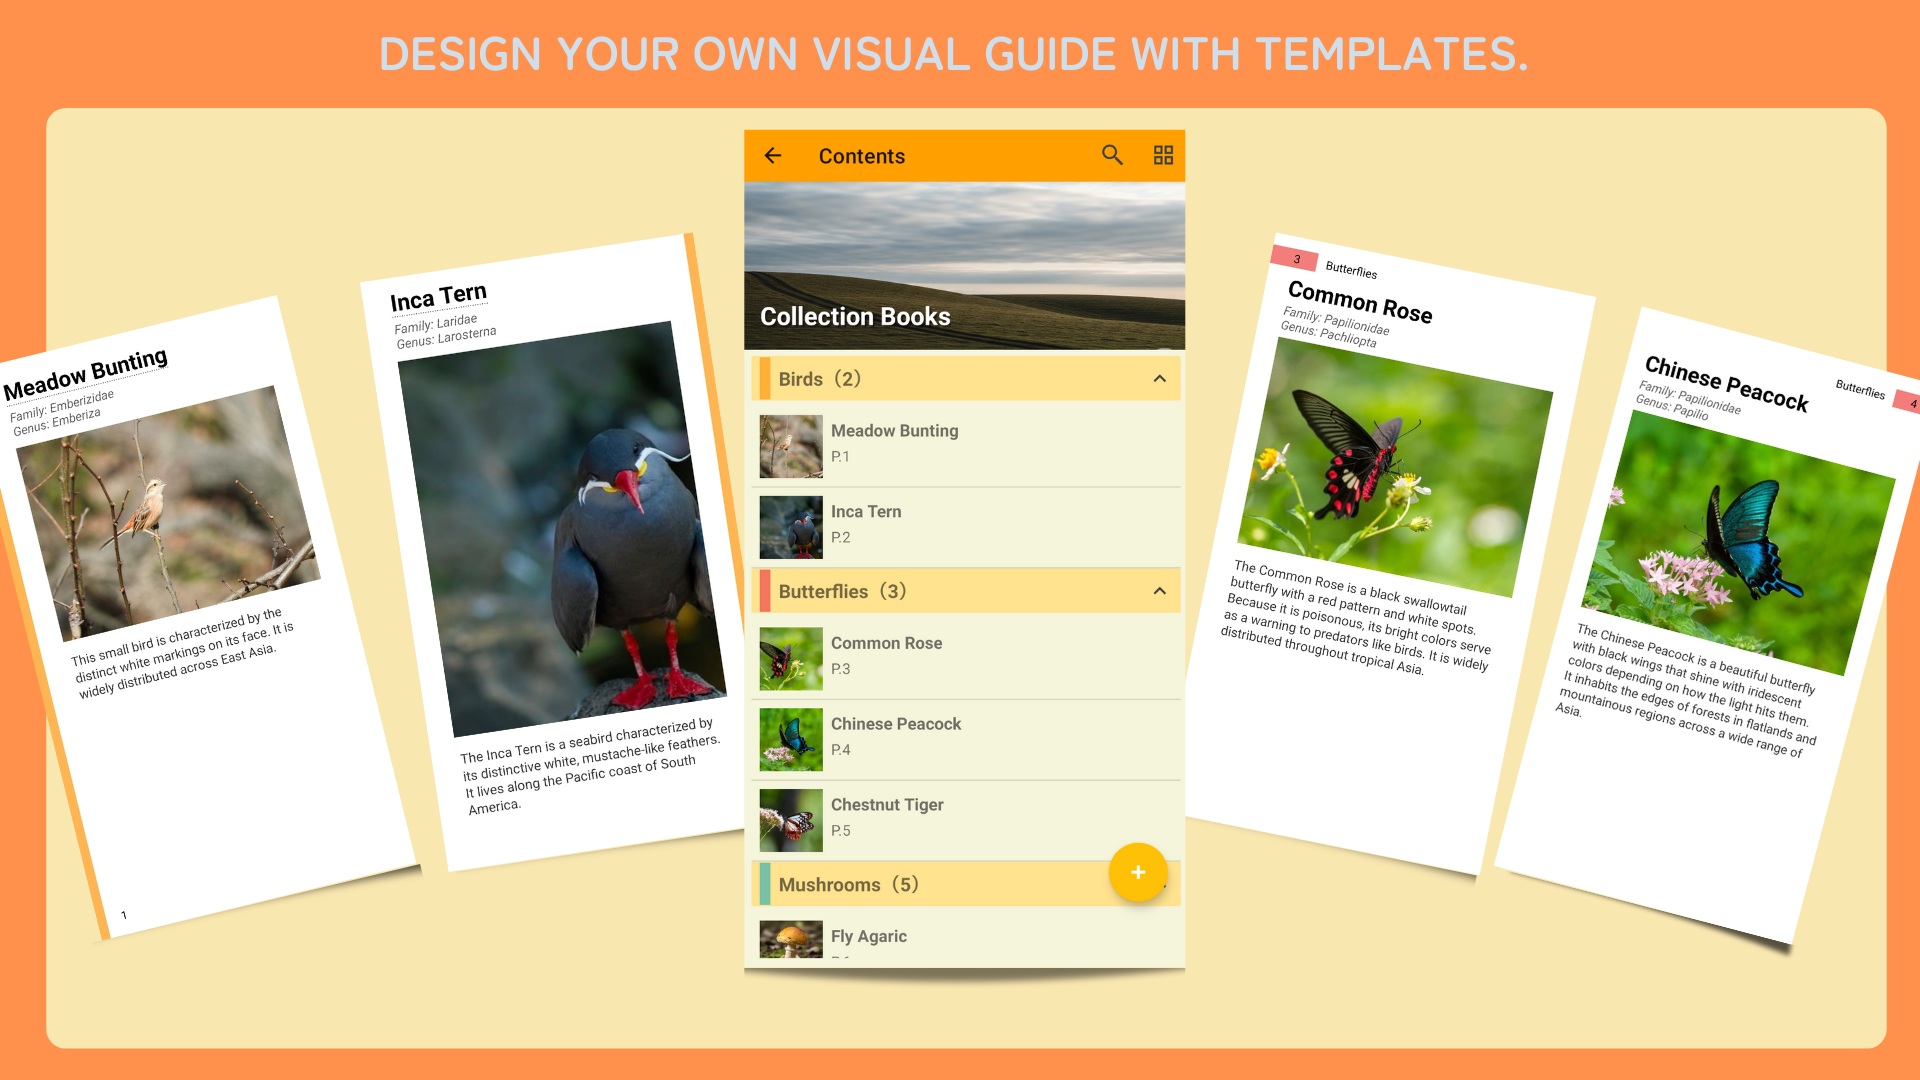 DESIGN YOUR OWN VISUAL GUIDE WITH TEMPLATES.
Meadow Bunting
Family: Emberizidae
Genus: Emberiza
This small bird is characterized by the
distinct white markings on its face. It is
widely distributed across East Asia.
1
Inca Tern
Family: Laridae
Genus: Larosterna
The Inca Tern is a seabird characterized by
its distinctive white, mustache-like feathers.
It lives along the Pacific coast of South
America.
Contents
Collection Books
Birds（2）
Meadow Bunting
P.1
Inca Tern
P.2
Butterflies（3）
Common Rose
P.3
Chinese Peacock
P.4
Chestnut Tiger
P.5
Mushrooms（5）
Fly Agaric
3 Butterflies
Common Rose
Family: Papilionidae
Genus: Pachliopta
The Common Rose is a black swallowtail
butterfly with a red pattern and white spots.
Because it is poisonous, its bright colors serve
as a warning to predators like birds. It is widely
distributed throughout tropical Asia.
Butterflies 4
Chinese Peacock
Family: Papilionidae
Genus: Papilio
The Chinese Peacock is a beautiful butterfly
with black wings that shine with iridescent
colors depending on how the light hits them.
It inhabits the edges of forests in flatlands and
mountainous regions across a wide range of
Asia.